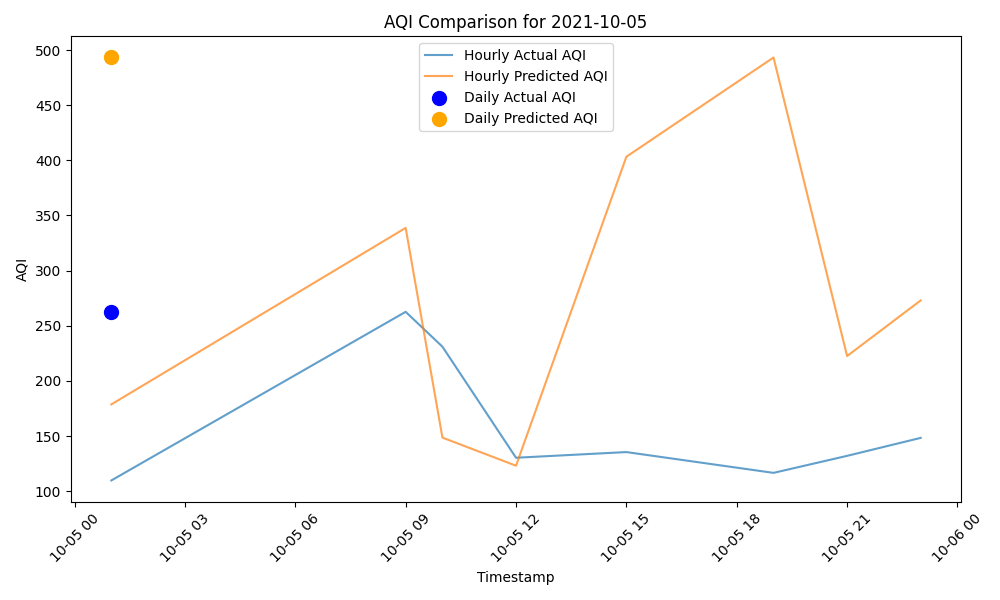 AQI Comparison for 2021-10-05
Hourly Actual AQI
Hourly Predicted AQI
Daily Actual AQI
Daily Predicted AQI
500
450
400
350
300
250
200
150
100
AQI
10-05 00
10-05 03
10-05 06
10-05 09
10-05 12
10-05 15
10-05 18
10-05 21
10-06 00
Timestamp